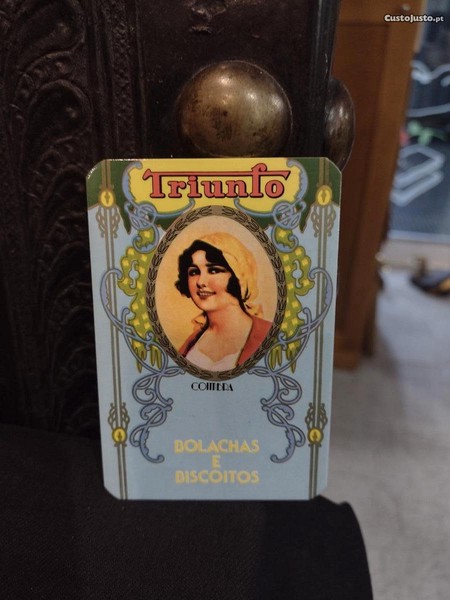 CustoJusto.pt
Triunfo
COIMBRA
BOLACHAS
E
BISCOITOS